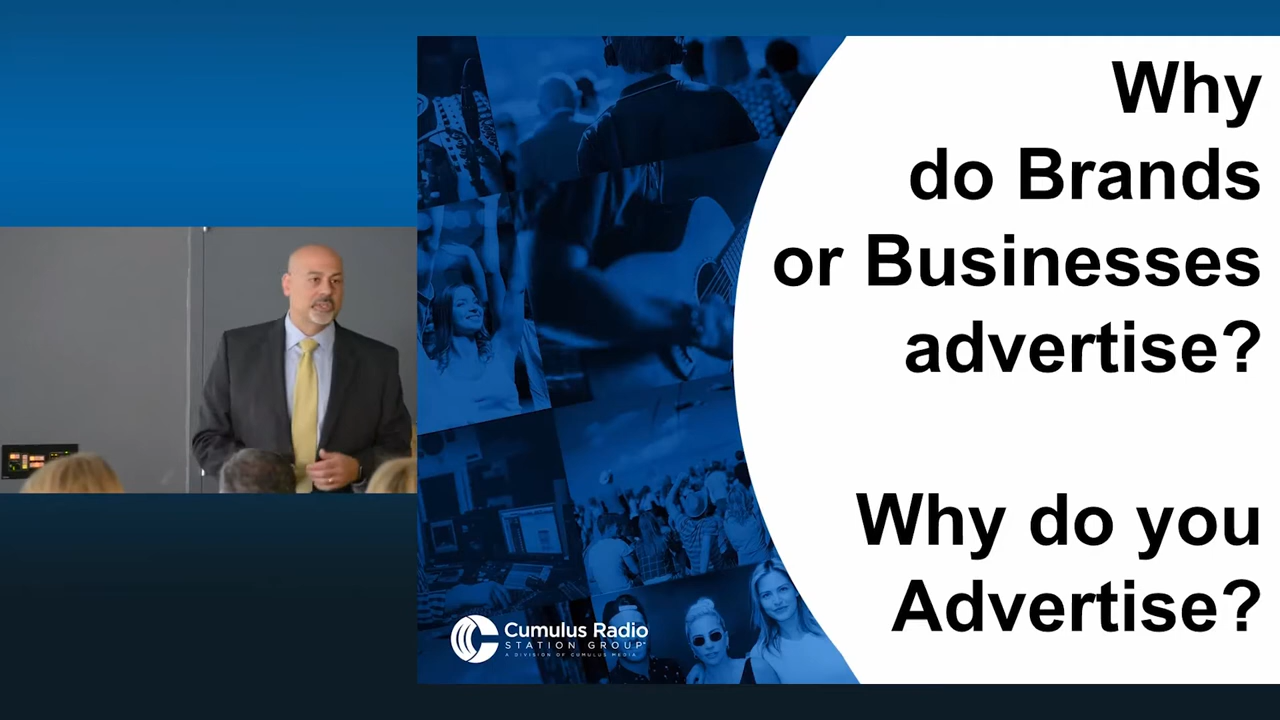 Why
do Brands
or Businesses
advertise?
Why do you
Advertise?
Cumulus Radio
STATION GROUP
A DIVISION OF CUMULUS MEDIA